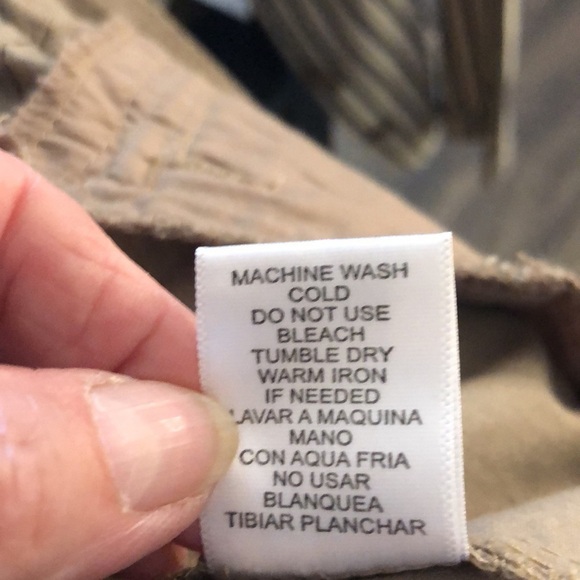 MACHINE WASH
COLD
DO NOT USE
BLEACH
TUMBLE DRY
WARM IRON
IF NEEDED
LAVAR A MAQUINA
MANO
CON AQUA FRIA
NO USAR
BLANQUEA
TIBIAR PLANCHAR